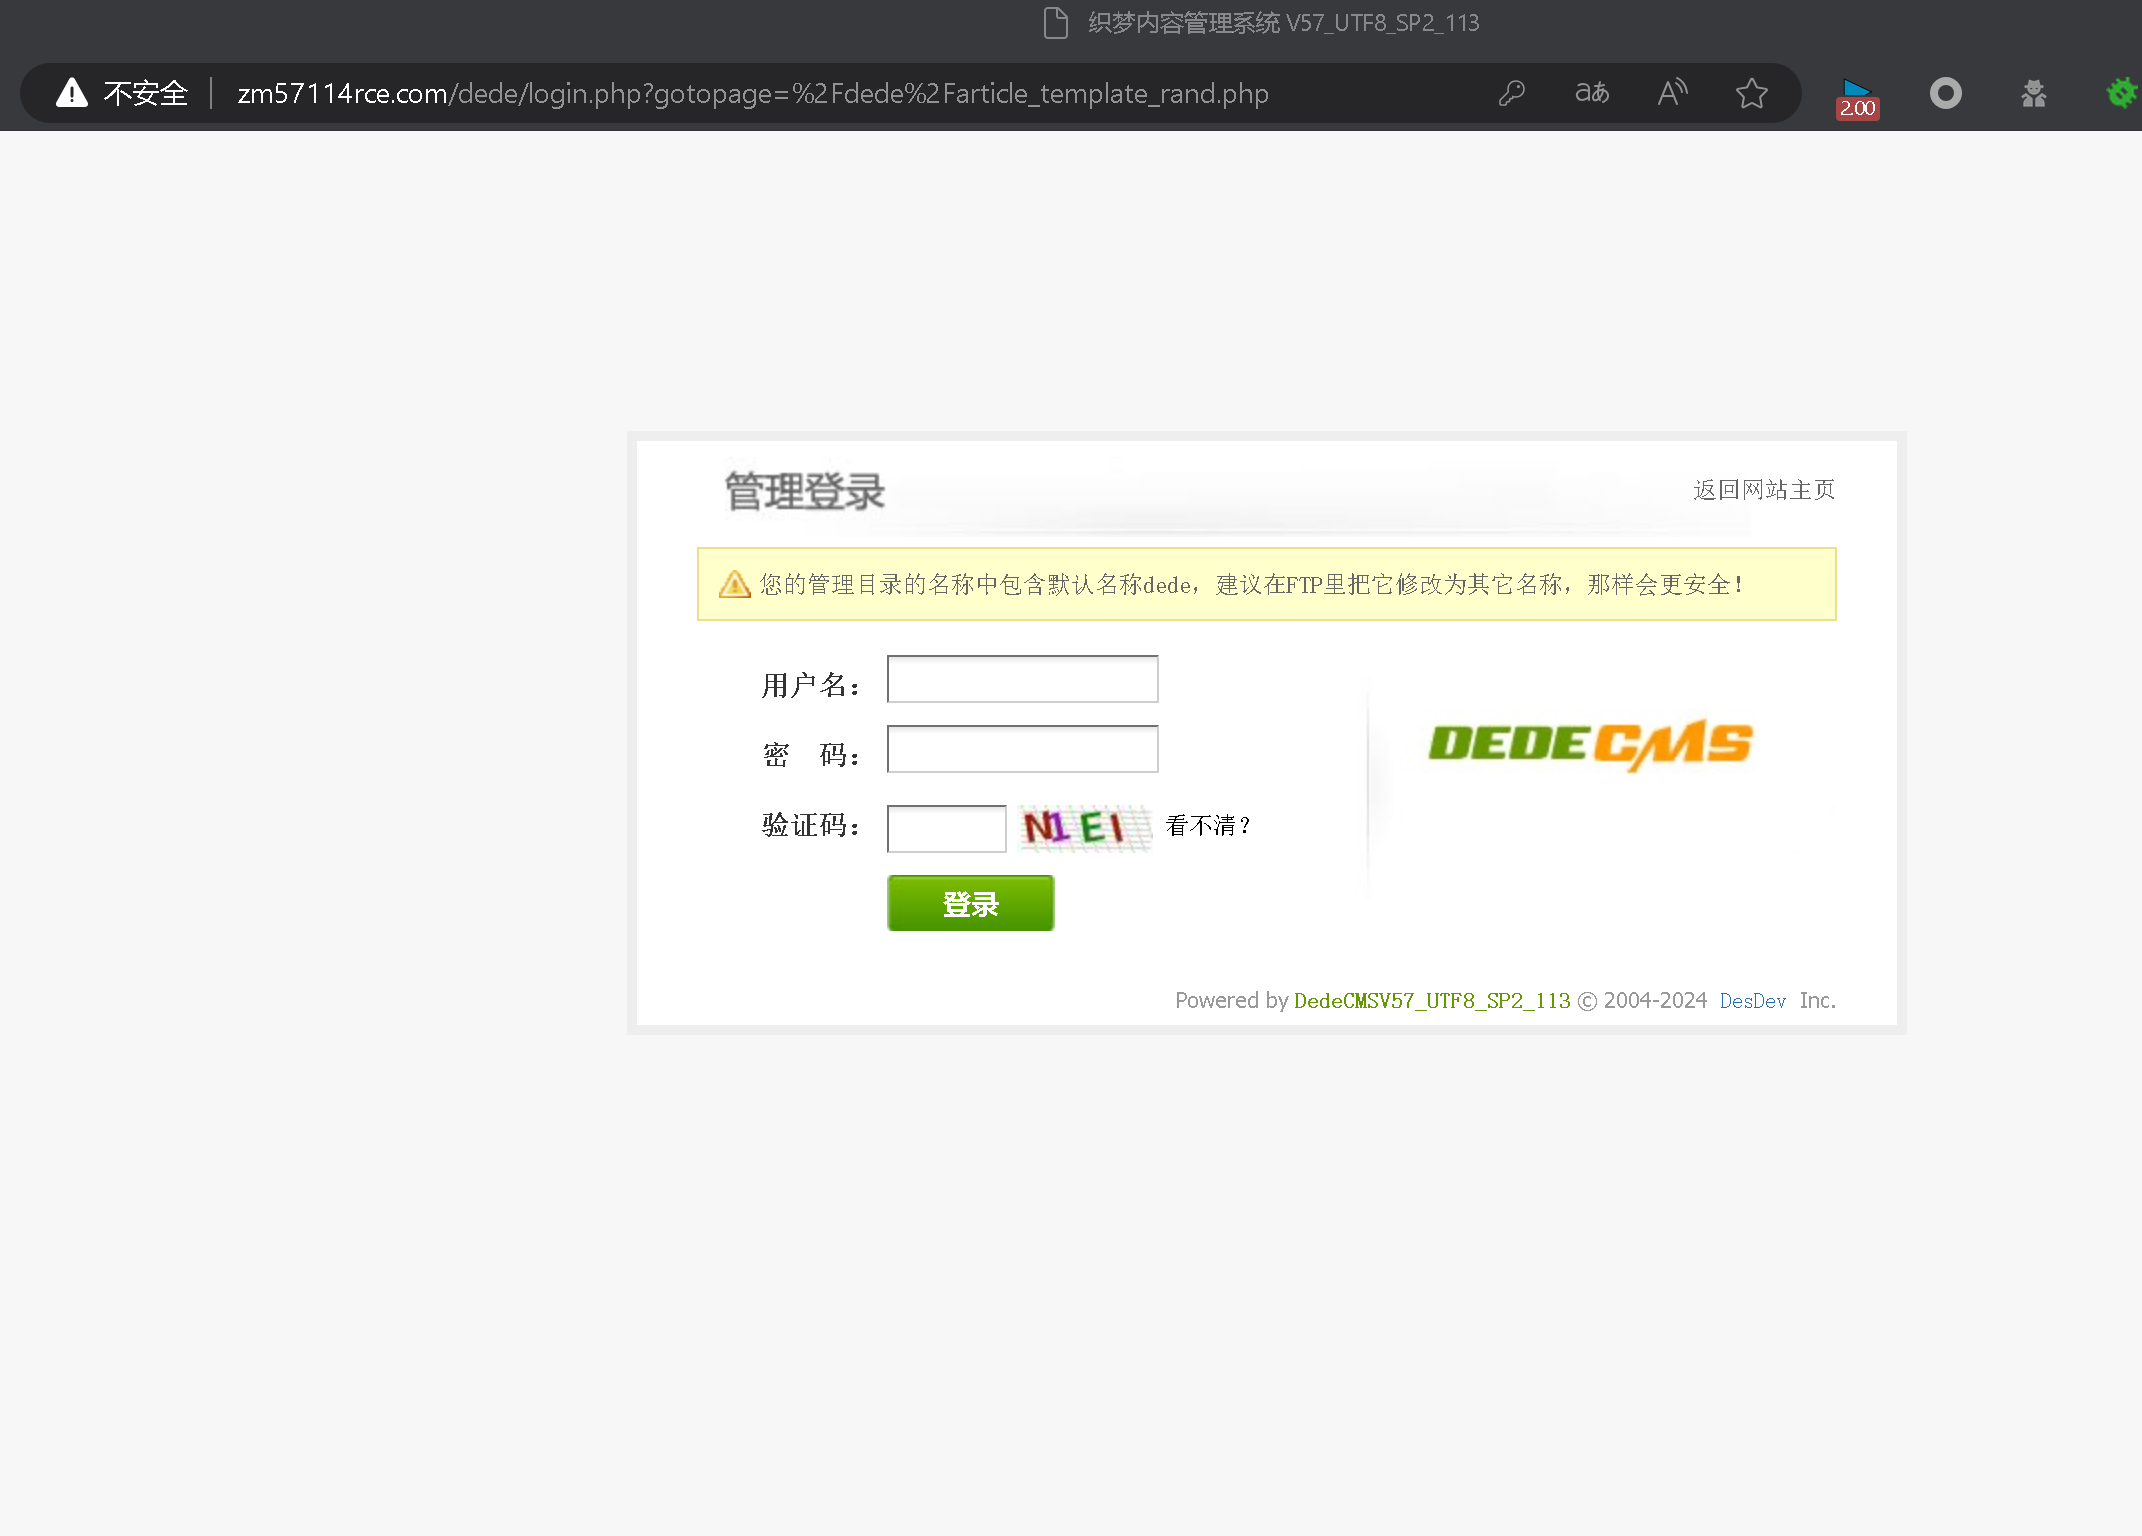 织梦内容管理系统 V57_UTF8_SP2_113
不安全 zm57114rce.com/dede/login.php?gotopage=%2Fdede%2Farticle_template_rand.php
2.00
管理登录
返回网站主页
您的管理目录的名称中包含默认名称dede，建议在FTP里把它修改为其它名称，那样会更安全！
用户名：
密 码：
DEDECMS
验证码： N1EI 看不清？
登录
Powered by DedeCMSV57_UTF8_SP2_113 © 2004-2024 DesDev Inc.